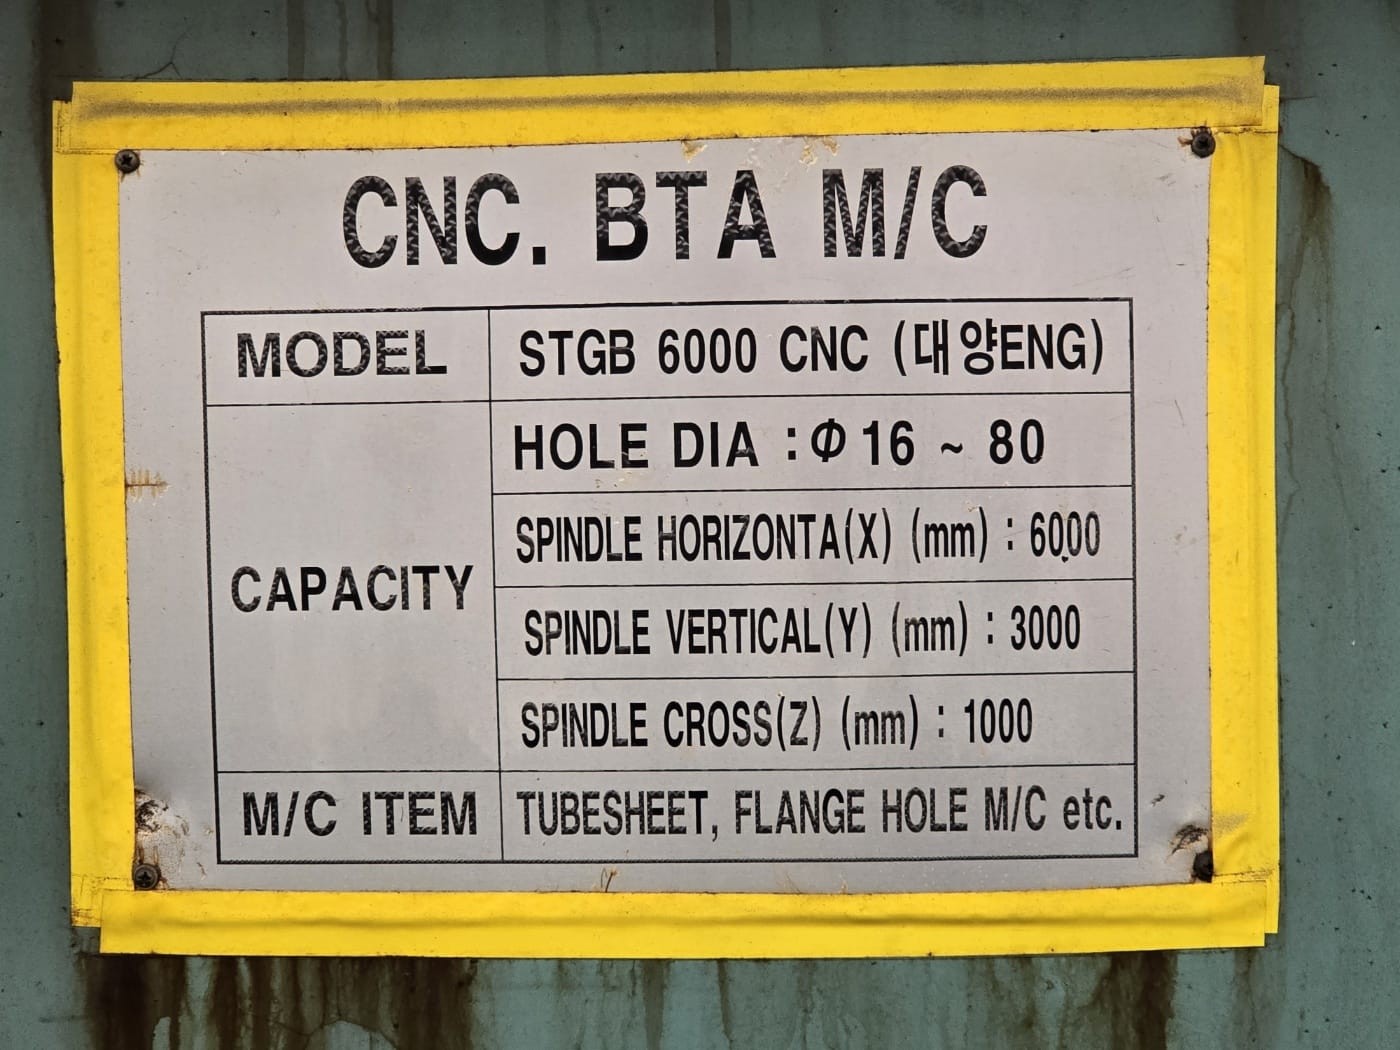 CNC. BTA M/C
MODEL STGB 6000 CNC (대양ENG)
HOLE DIA : Φ 16 ~ 80
SPINDLE HORIZONTA(X) (mm) : 6000
CAPACITY
SPINDLE VERTICAL(Y) (mm) : 3000
SPINDLE CROSS(Z) (mm) : 1000
M/C ITEM TUBESHEET, FLANGE HOLE M/C etc.